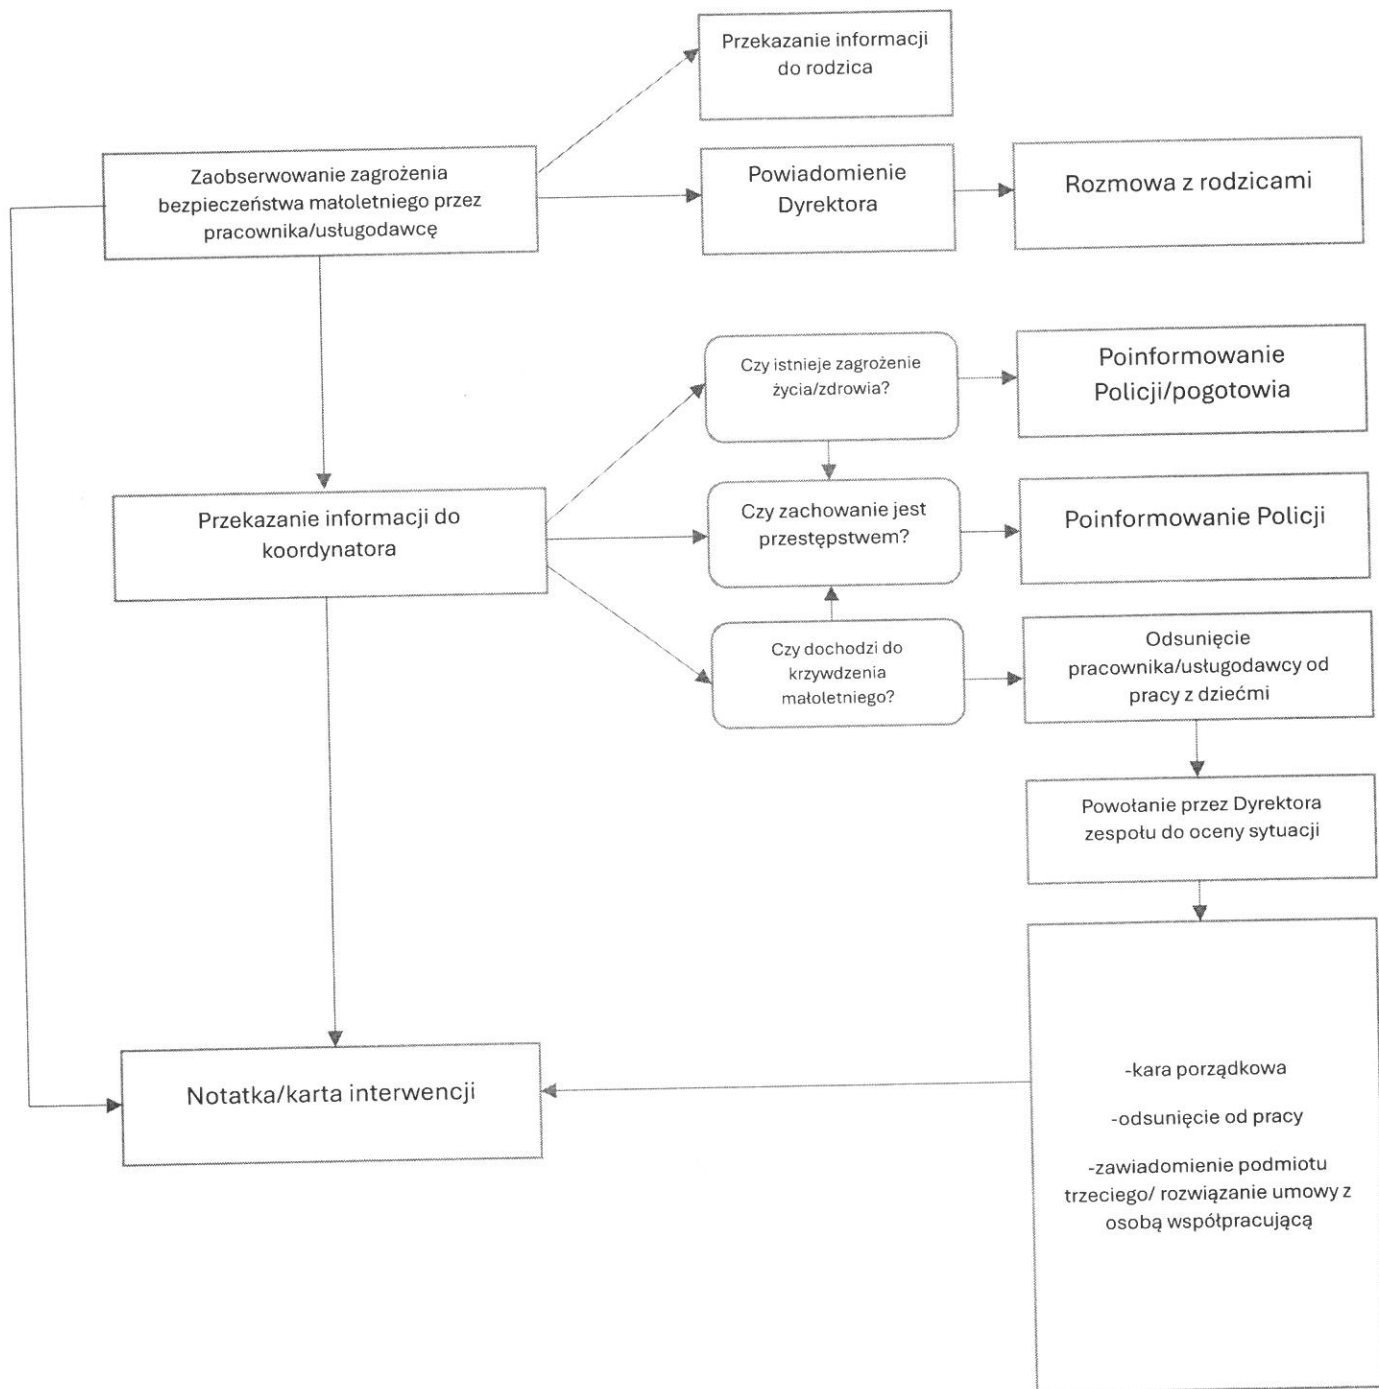 Przekazanie informacji
do rodzica
Zaobserwowanie zagrożenia
bezpieczeństwa małoletniego przez
pracownika/usługodawcę
Powiadomienie
Dyrektora
Rozmowa z rodzicami
Czy istnieje zagrożenie
życia/zdrowia?
Poinformowanie
Policji/pogotowia
Przekazanie informacji do
koordynatora
Czy zachowanie jest
przestępstwem?
Poinformowanie Policji
Czy dochodzi do
krzywdzenia
małoletniego?
Odsunięcie
pracownika/usługodawcy od
pracy z dziećmi
Powołanie przez Dyrektora
zespołu do oceny sytuacji
Notatka/karta interwencji
-kara porządkowa
-odsunięcie od pracy
-zawiadomienie podmiotu
trzeciego/ rozwiązanie umowy z
osobą współpracującą